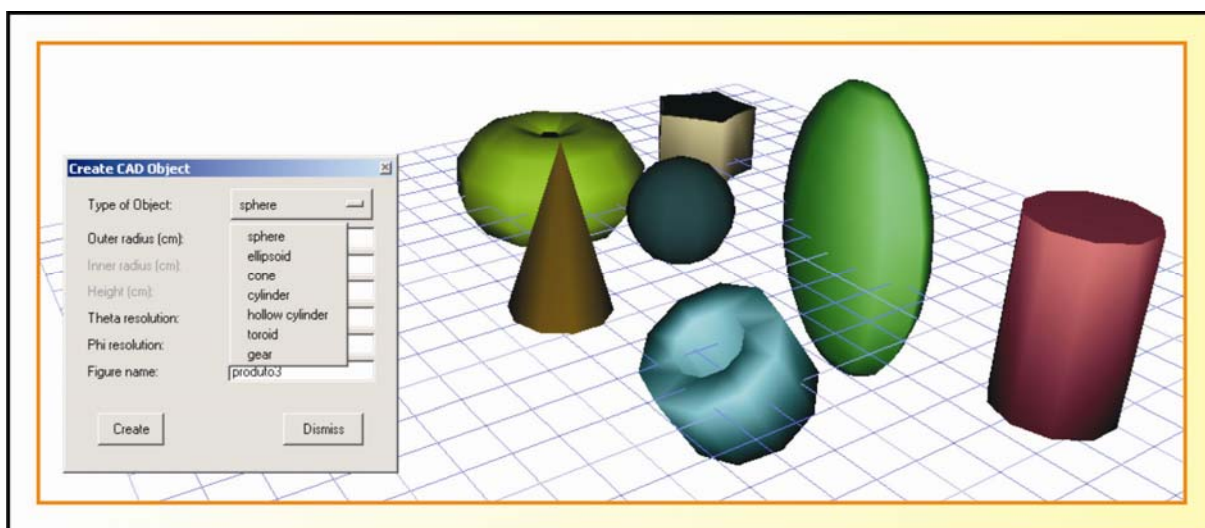 Create CAD Object
Type of Object: sphere
sphere
Outer radius (cm):
ellipsoid
Inner radius (cm):
cone
Height (cm):
cylinder
Theta resolution:
hollow cylinder
toroid
Phi resolution:
gear
Figure name: produto3
Create Dismiss